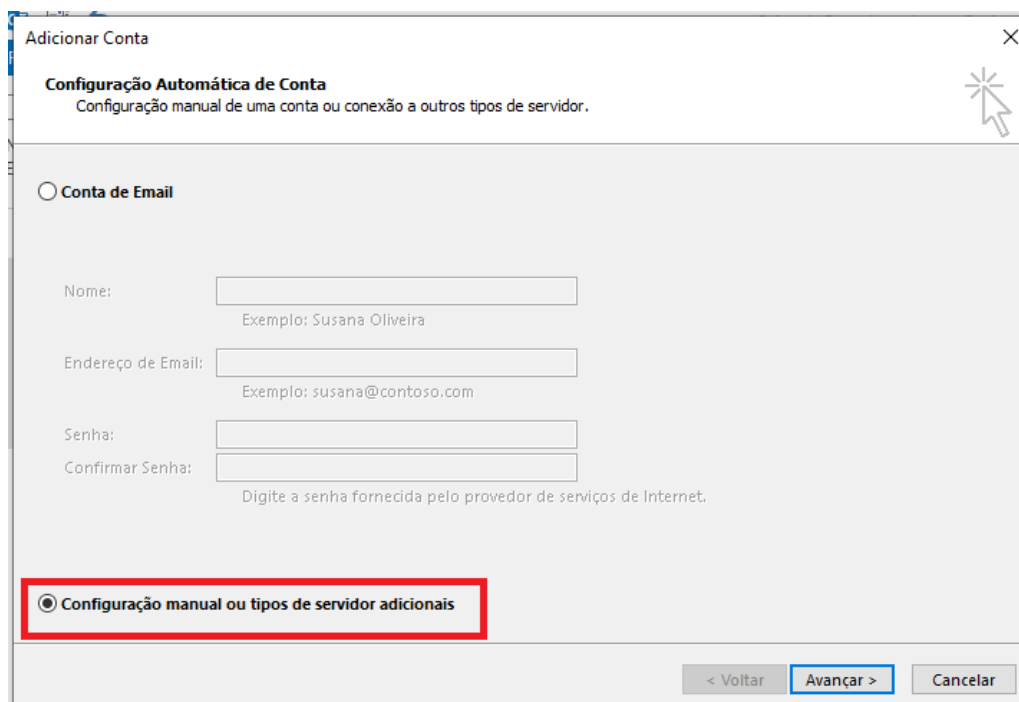 Adicionar Conta
Configuração Automática de Conta
Configuração manual de uma conta ou conexão a outros tipos de servidor.
Conta de Email
Nome:
Exemplo: Susana Oliveira
Endereço de Email:
Exemplo: susana@contoso.com
Senha:
Confirmar Senha:
Digite a senha fornecida pelo provedor de serviços de Internet.
Configuração manual ou tipos de servidor adicionais
< Voltar Avançar > Cancelar